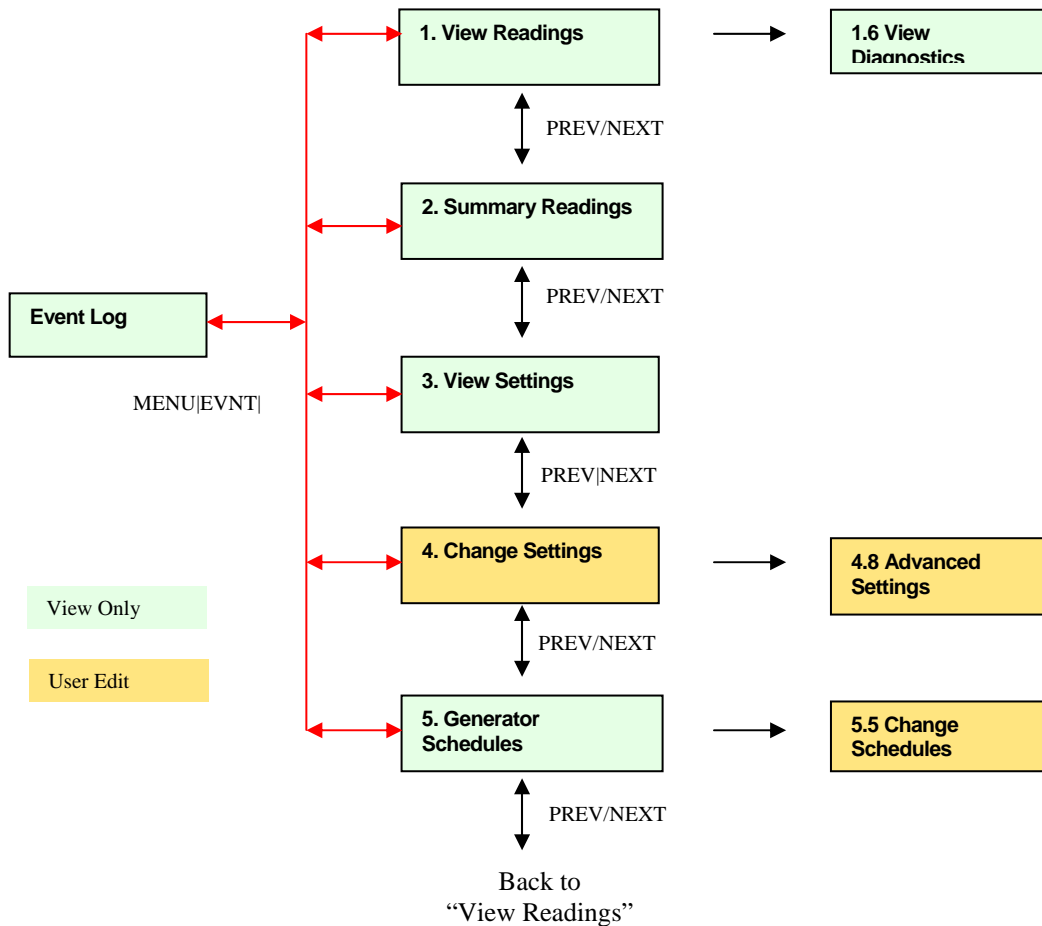 1. View Readings
1.6 View
Diagnostics
PREV/NEXT
2. Summary Readings
PREV/NEXT
Event Log
MENU|EVNT|
3. View Settings
PREV|NEXT
4. Change Settings
4.8 Advanced
Settings
View Only
PREV/NEXT
User Edit
5. Generator
Schedules
5.5 Change
Schedules
PREV/NEXT
Back to
“View Readings”